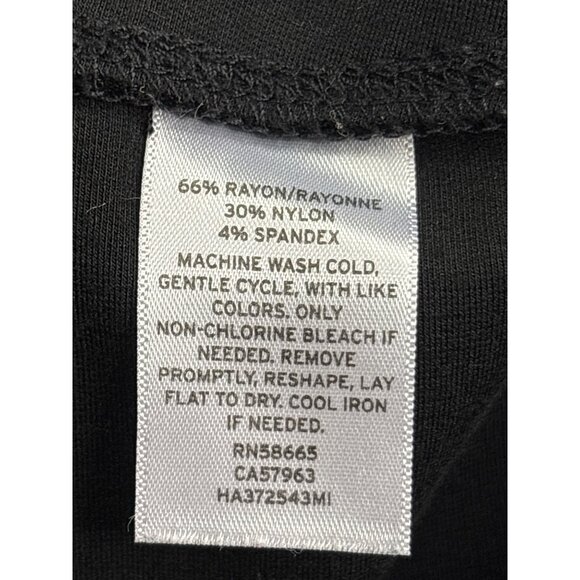 66% RAYON/RAYONNE
30% NYLON
4% SPANDEX
MACHINE WASH COLD,
GENTLE CYCLE, WITH LIKE
COLORS. ONLY
NON-CHLORINE BLEACH IF
NEEDED. REMOVE
PROMPTLY, RESHAPE, LAY
FLAT TO DRY. COOL IRON
IF NEEDED.
RN58665
CA57963
HA372543MI